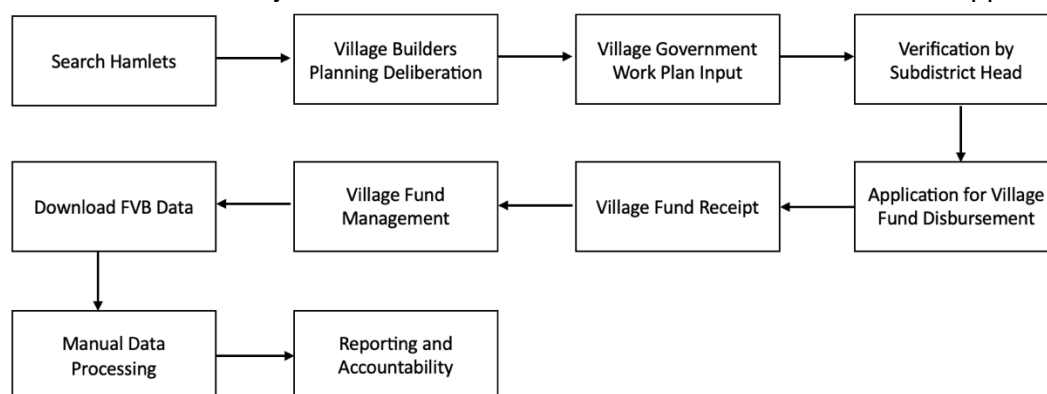 Search Hamlets
Village Builders
Planning Deliberation
Village Government
Work Plan Input
Verification by
Subdistrict Head
Application for Village
Fund Disbursement
Village Fund Receipt
Village Fund
Management
Download FVB Data
Manual Data
Processing
Reporting and
Accountability